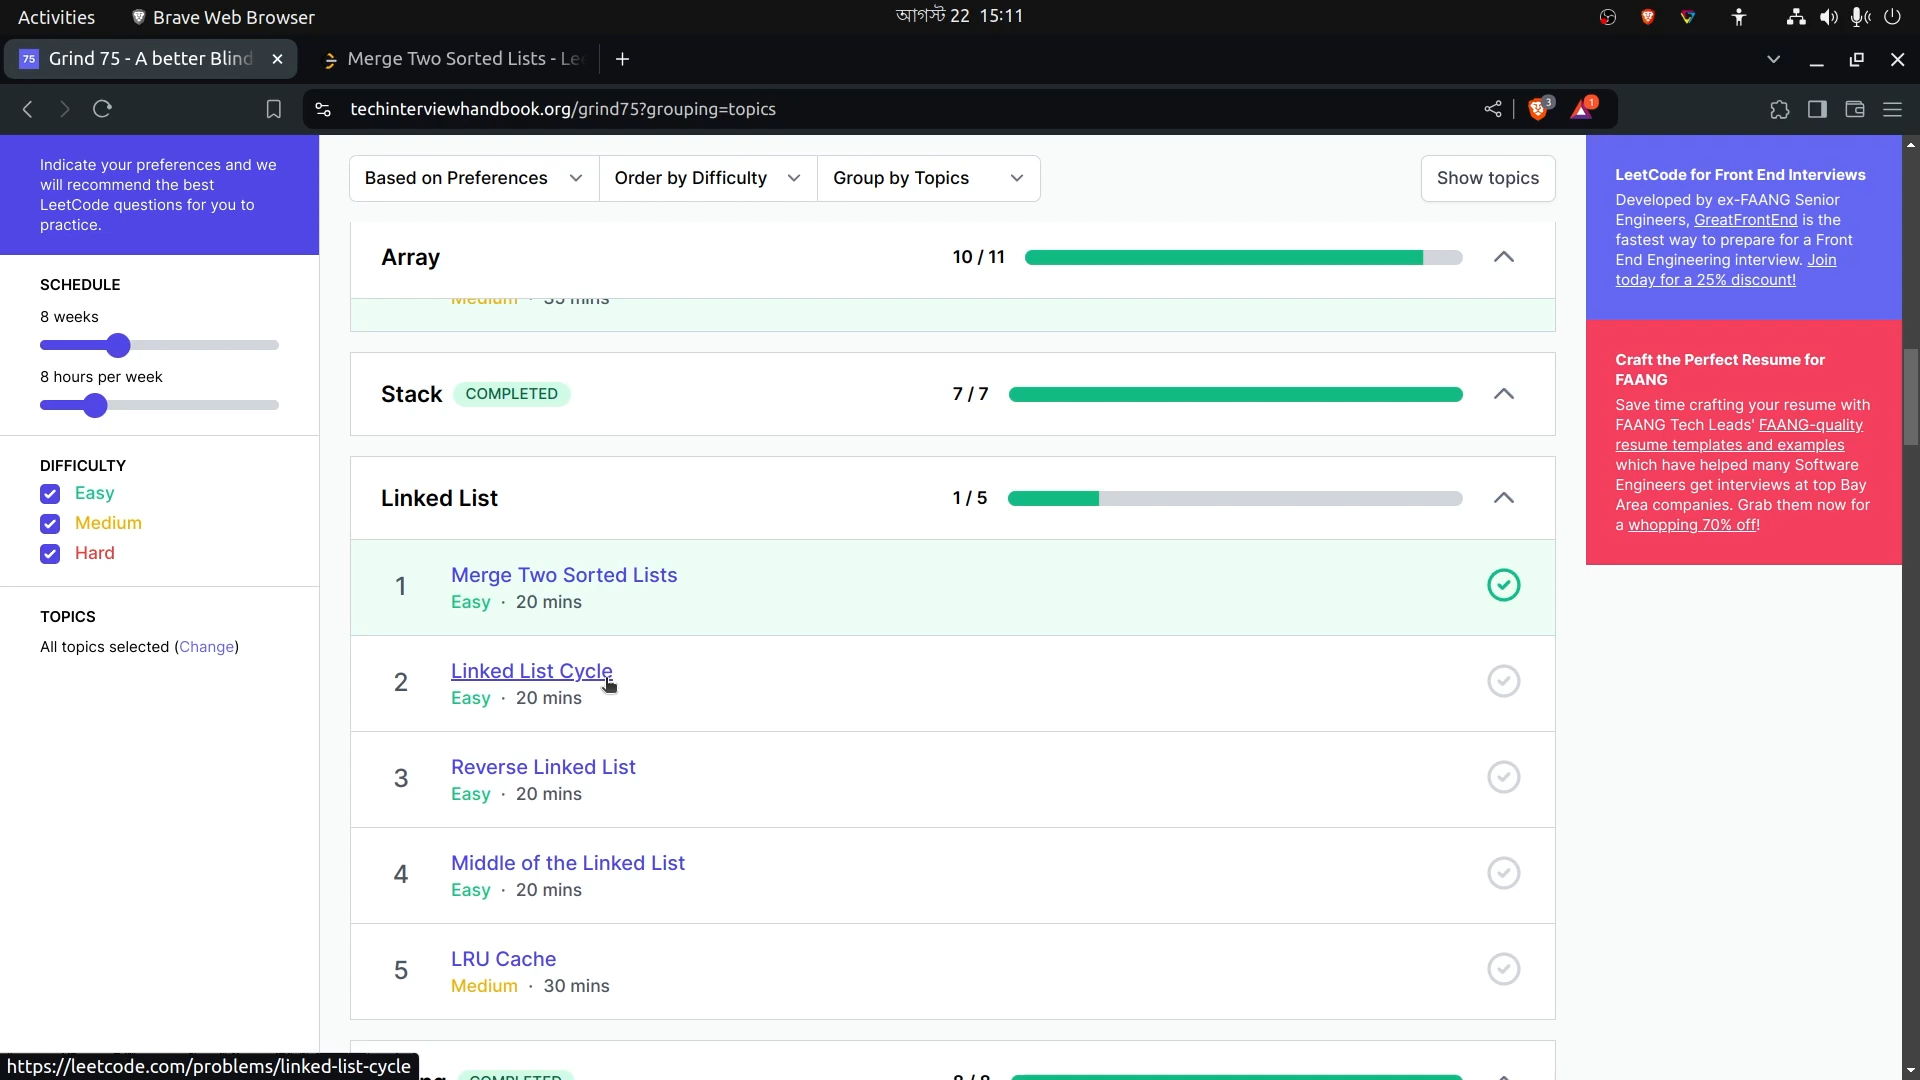 Activities
Brave Web Browser
আগস্ট 22 15:11
75 Grind 75 - A better Blind
Merge Two Sorted Lists - Le
techinterviewhandbook.org/grind75?grouping=topics
3
1
Indicate your preferences and we
will recommend the best
LeetCode questions for you to
practice.
SCHEDULE
8 weeks
8 hours per week
DIFFICULTY
Easy
Medium
Hard
TOPICS
All topics selected (Change)
Based on Preferences
Order by Difficulty
Group by Topics
Show topics
Array
10 / 11
Medium · 35 mins
Stack COMPLETED
7 / 7
Linked List
1 / 5
1
Merge Two Sorted Lists
Easy · 20 mins
2
Linked List Cycle
Easy · 20 mins
3
Reverse Linked List
Easy · 20 mins
4
Middle of the Linked List
Easy · 20 mins
5
LRU Cache
Medium · 30 mins
COMPLETED
8 / 8
LeetCode for Front End Interviews
Developed by ex-FAANG Senior
Engineers, GreatFrontEnd is the
fastest way to prepare for a Front
End Engineering interview. Join
today for a 25% discount!
Craft the Perfect Resume for
FAANG
Save time crafting your resume with
FAANG Tech Leads' FAANG-quality
resume templates and examples
which have helped many Software
Engineers get interviews at top Bay
Area companies. Grab them now for
a whopping 70% off!
https://leetcode.com/problems/linked-list-cycle